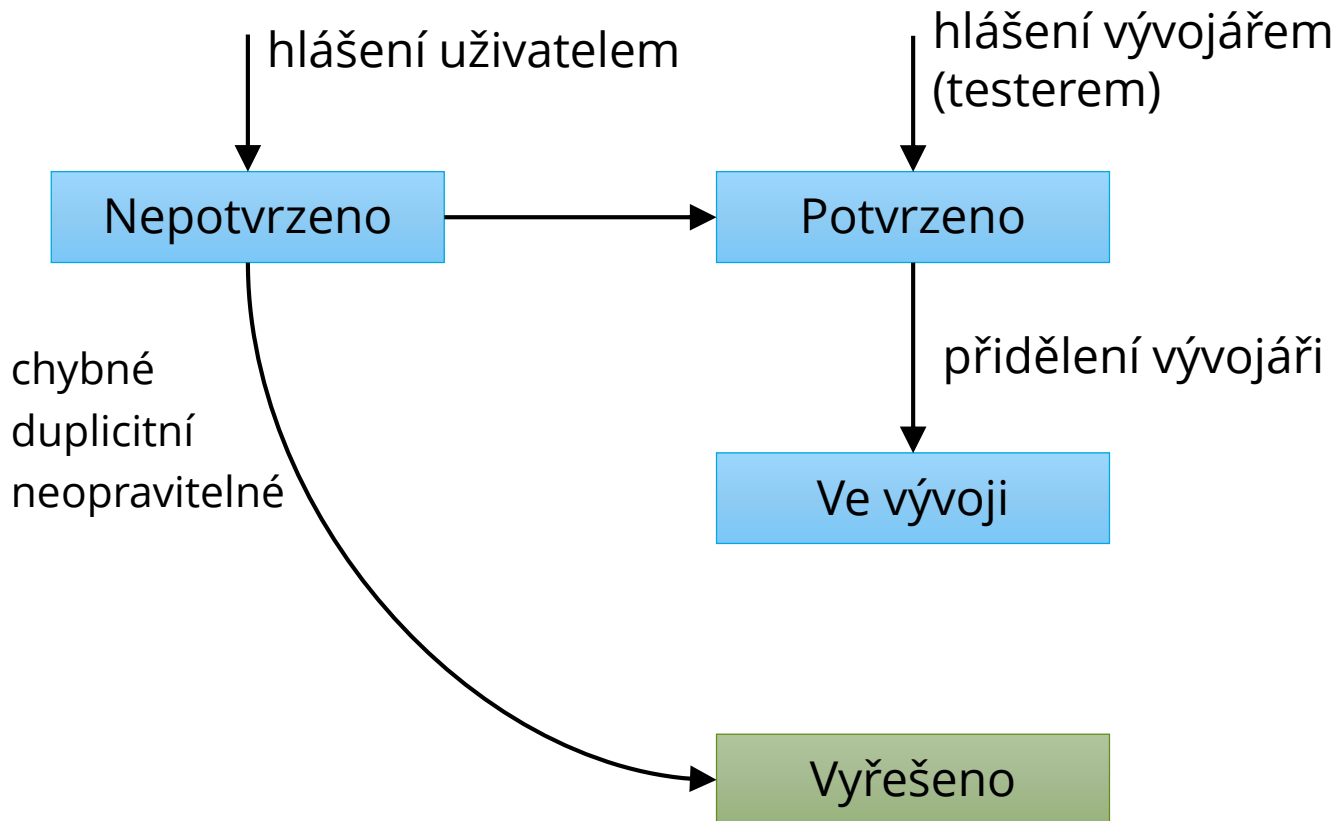 hlášení uživatelem
hlášení vývojářem
(testerem)
Nepotvrzeno
Potvrzeno
chybné
duplicitní
neopravitelné
přidělení vývojáři
Ve vývoji
Vyřešeno